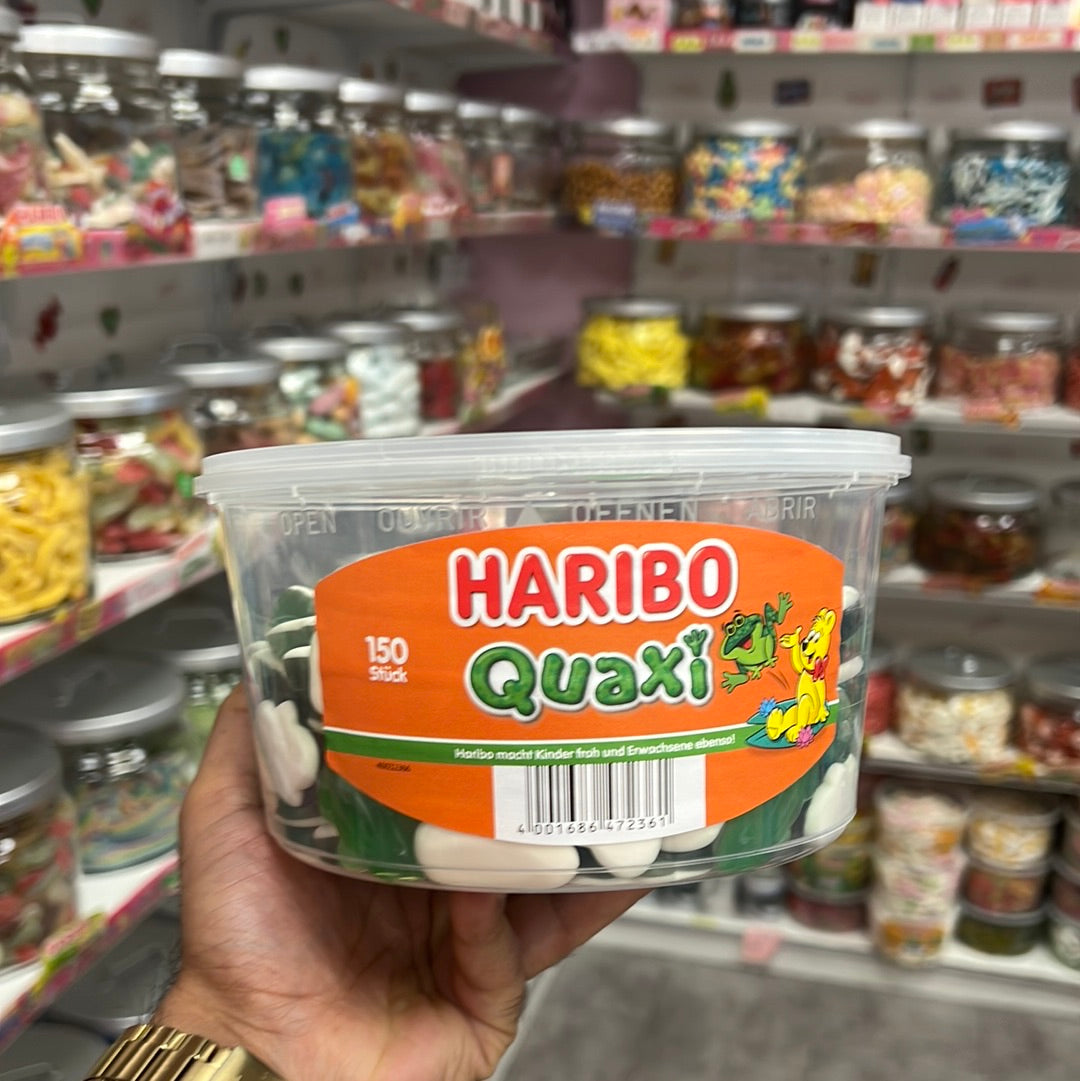 OPEN OUVRIR ÖFFNEN ABRIR
HARIBO
150
Stück
QUAXi
Haribo macht Kinder froh und Erwachsene ebenso!
4 001686 472361